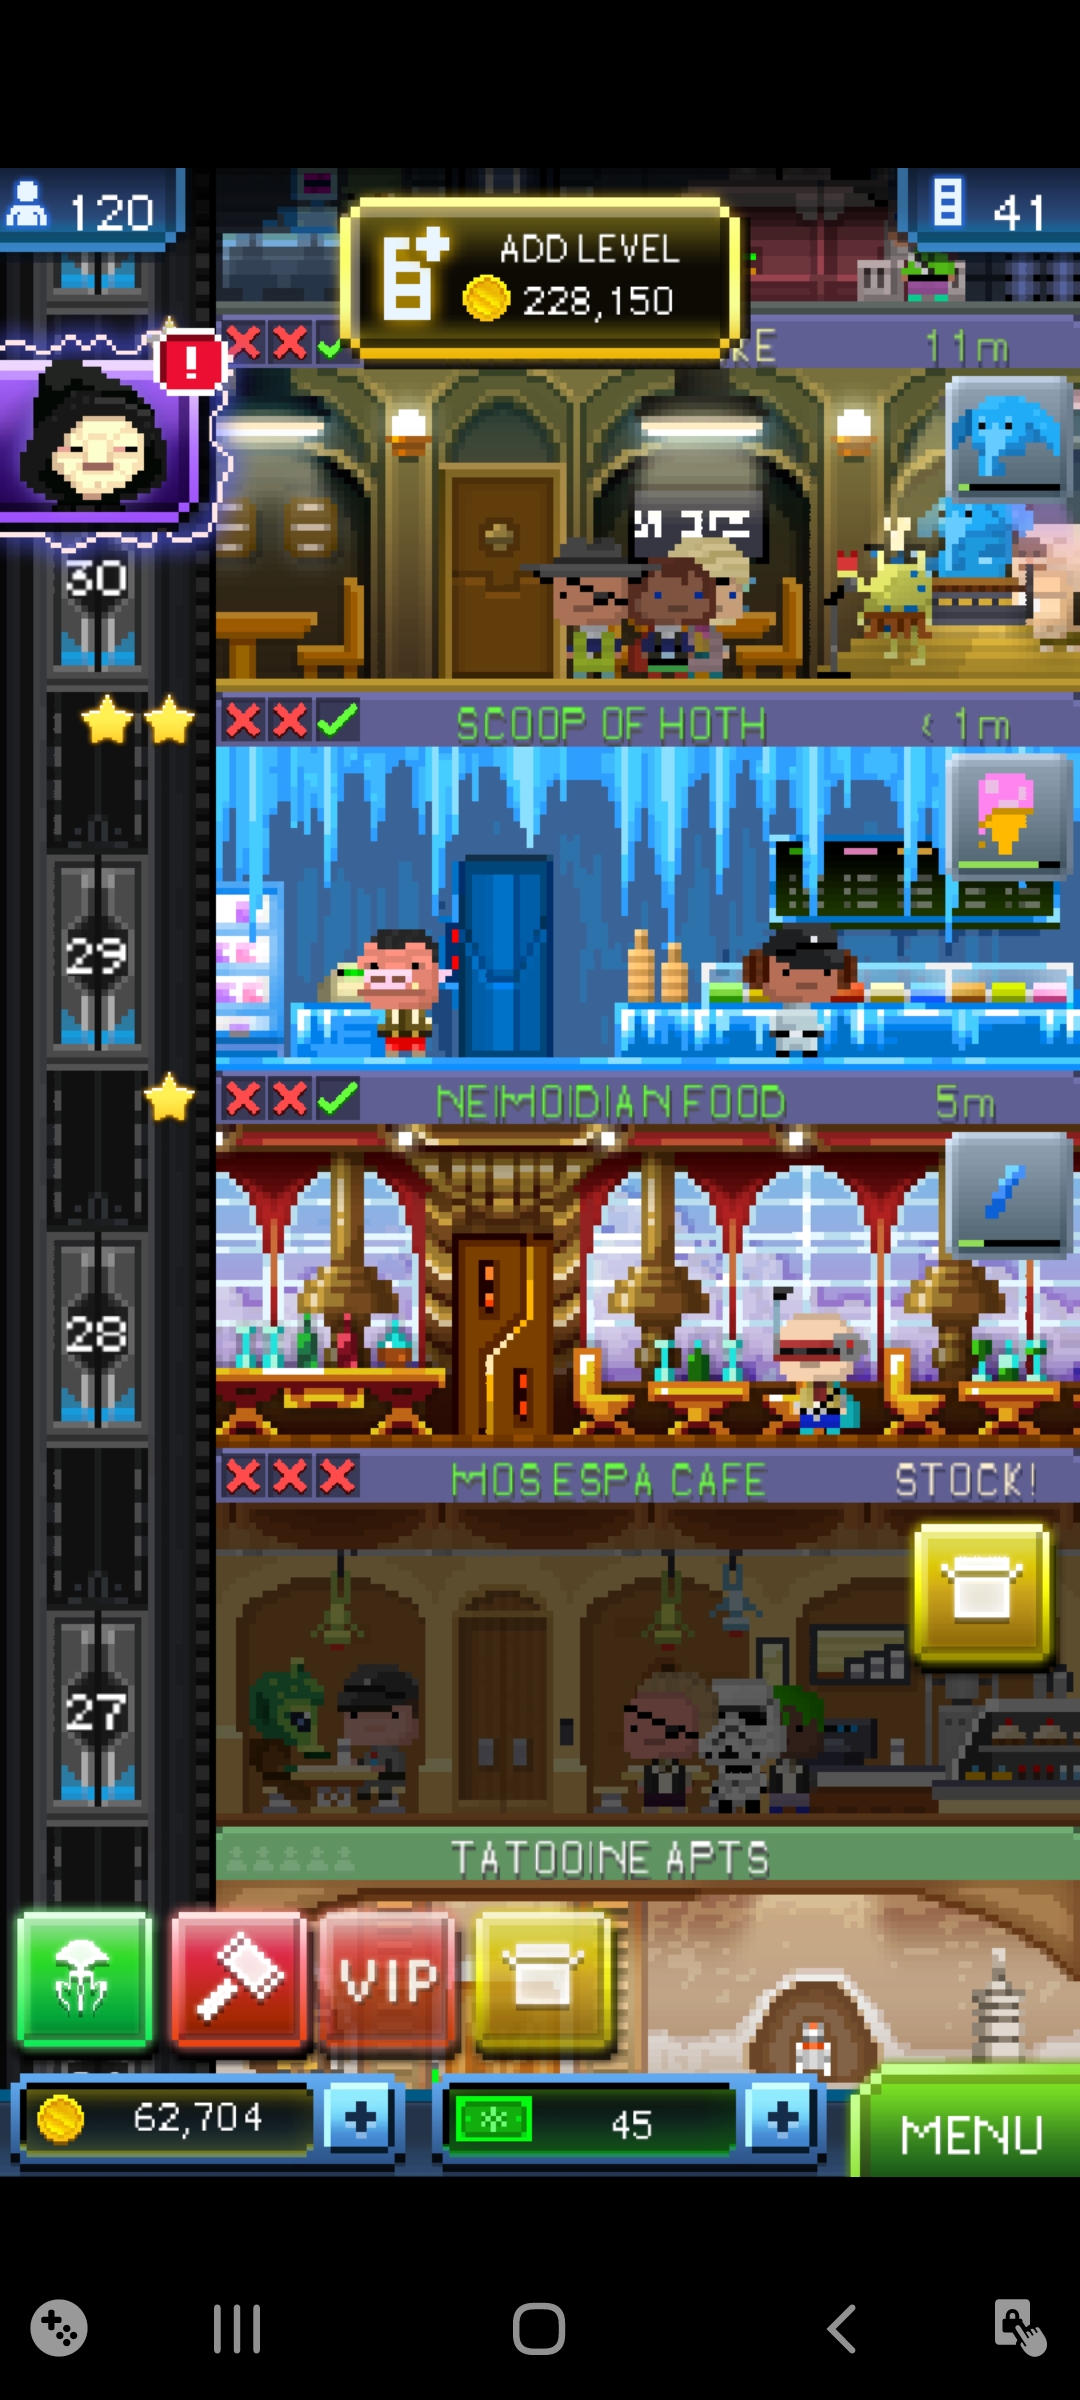 120
ADD LEVEL
228,150
41
KE
11m
!
30
SCOOP OF HOTH
< 1m
29
NEIMOIDIAN FOOD
5m
28
MOS ESPA CAFE
STOCK!
27
TATOOINE APTS
VIP
62,704
45
MENU